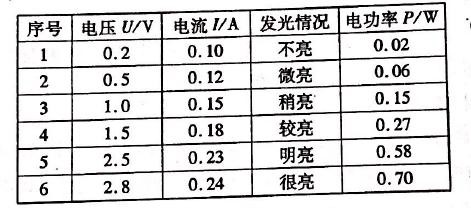 序号 电压 U/V 电流 I/A 发光情况 电功率 P/W
1 0.2 0.10 不亮 0.02
2 0.5 0.12 微亮 0.06
3 1.0 0.15 稍亮 0.15
4 1.5 0.18 较亮 0.27
5 2.5 0.23 明亮 0.58
6 2.8 0.24 很亮 0.70